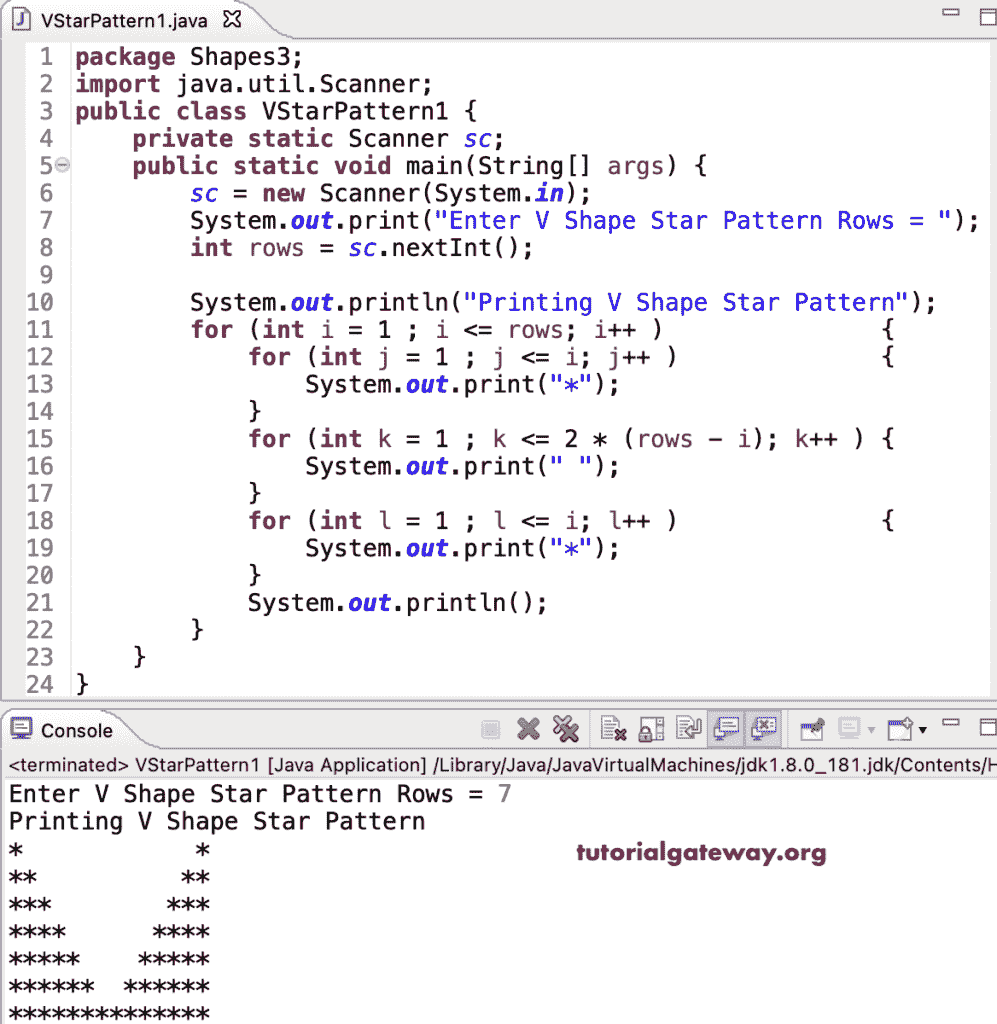 VStarPattern1.java
1 package Shapes3;
2 import java.util.Scanner;
3 public class VStarPattern1 {
4     private static Scanner sc;
5     public static void main(String[] args) {
6         sc = new Scanner(System.in);
7         System.out.print("Enter V Shape Star Pattern Rows = ");
8         int rows = sc.nextInt();
9
10         System.out.println("Printing V Shape Star Pattern");
11         for (int i = 1 ; i <= rows; i++ )               {
12             for (int j = 1 ; j <= i; j++ )              {
13                 System.out.print("*");
14             }
15             for (int k = 1 ; k <= 2 * (rows - i); k++ ) {
16                 System.out.print(" ");
17             }
18             for (int l = 1 ; l <= i; l++ )              {
19                 System.out.print("*");
20             }
21             System.out.println();
22         }
23     }
24 }
Console
<terminated> VStarPattern1 [Java Application] /Library/Java/JavaVirtualMachines/jdk1.8.0_181.jdk/Contents/H
Enter V Shape Star Pattern Rows = 7
Printing V Shape Star Pattern
*            *
tutorialgateway.org
**          **
***        ***
****      ****
*****    *****
******  ******
**************